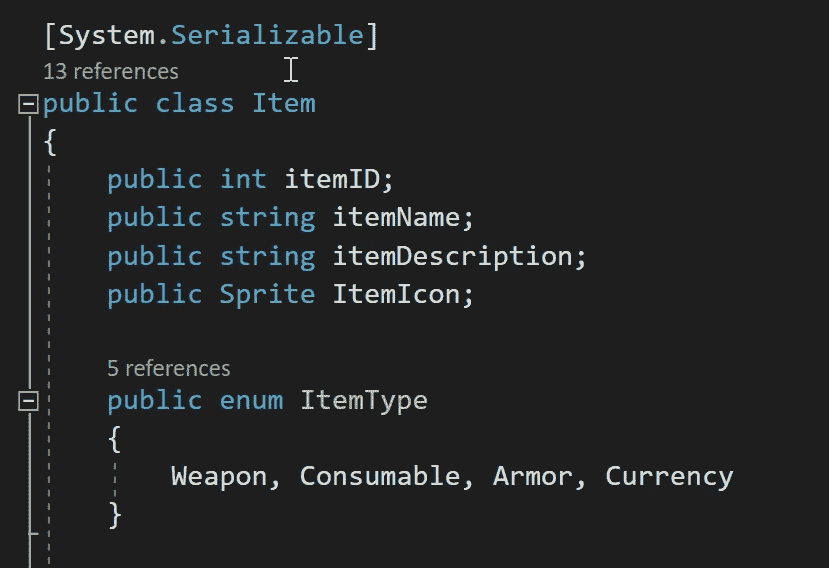 [System.Serializable]
13 references
public class Item
{
public int itemID;
public string itemName;
public string itemDescription;
public Sprite ItemIcon;
5 references
public enum ItemType
{
Weapon, Consumable, Armor, Currency
}